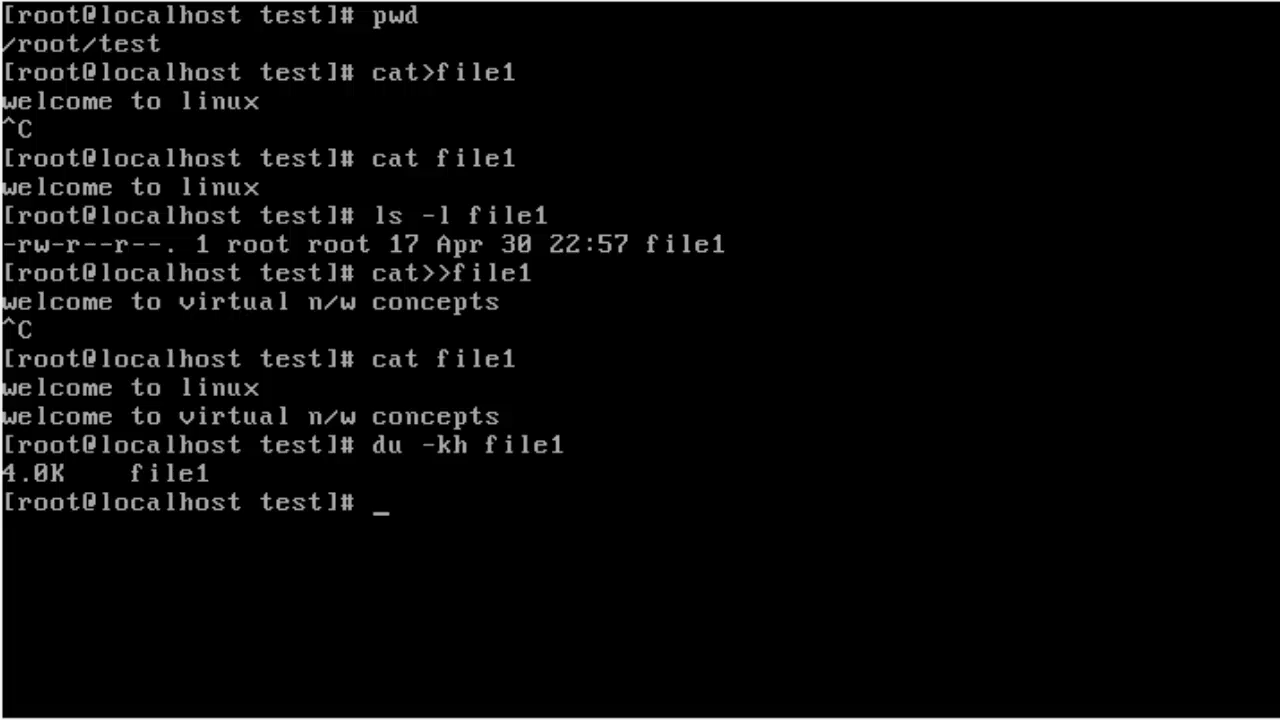 [root@localhost test]# pwd
/root/test
[root@localhost test]# cat>file1
welcome to linux
^C
[root@localhost test]# cat file1
welcome to linux
[root@localhost test]# ls -l file1
-rw-r--r--. 1 root root 17 Apr 30 22:57 file1
[root@localhost test]# cat>>file1
welcome to virtual n/w concepts
^C
[root@localhost test]# cat file1
welcome to linux
welcome to virtual n/w concepts
[root@localhost test]# du -kh file1
4.0K    file1
[root@localhost test]# _